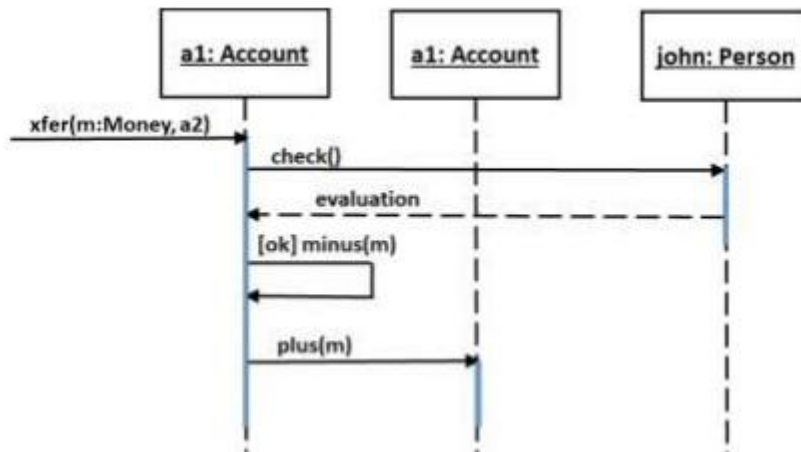 a1: Account
a1: Account
john: Person
xfer(m:Money, a2)
check()
evaluation
[ok] minus(m)
plus(m)